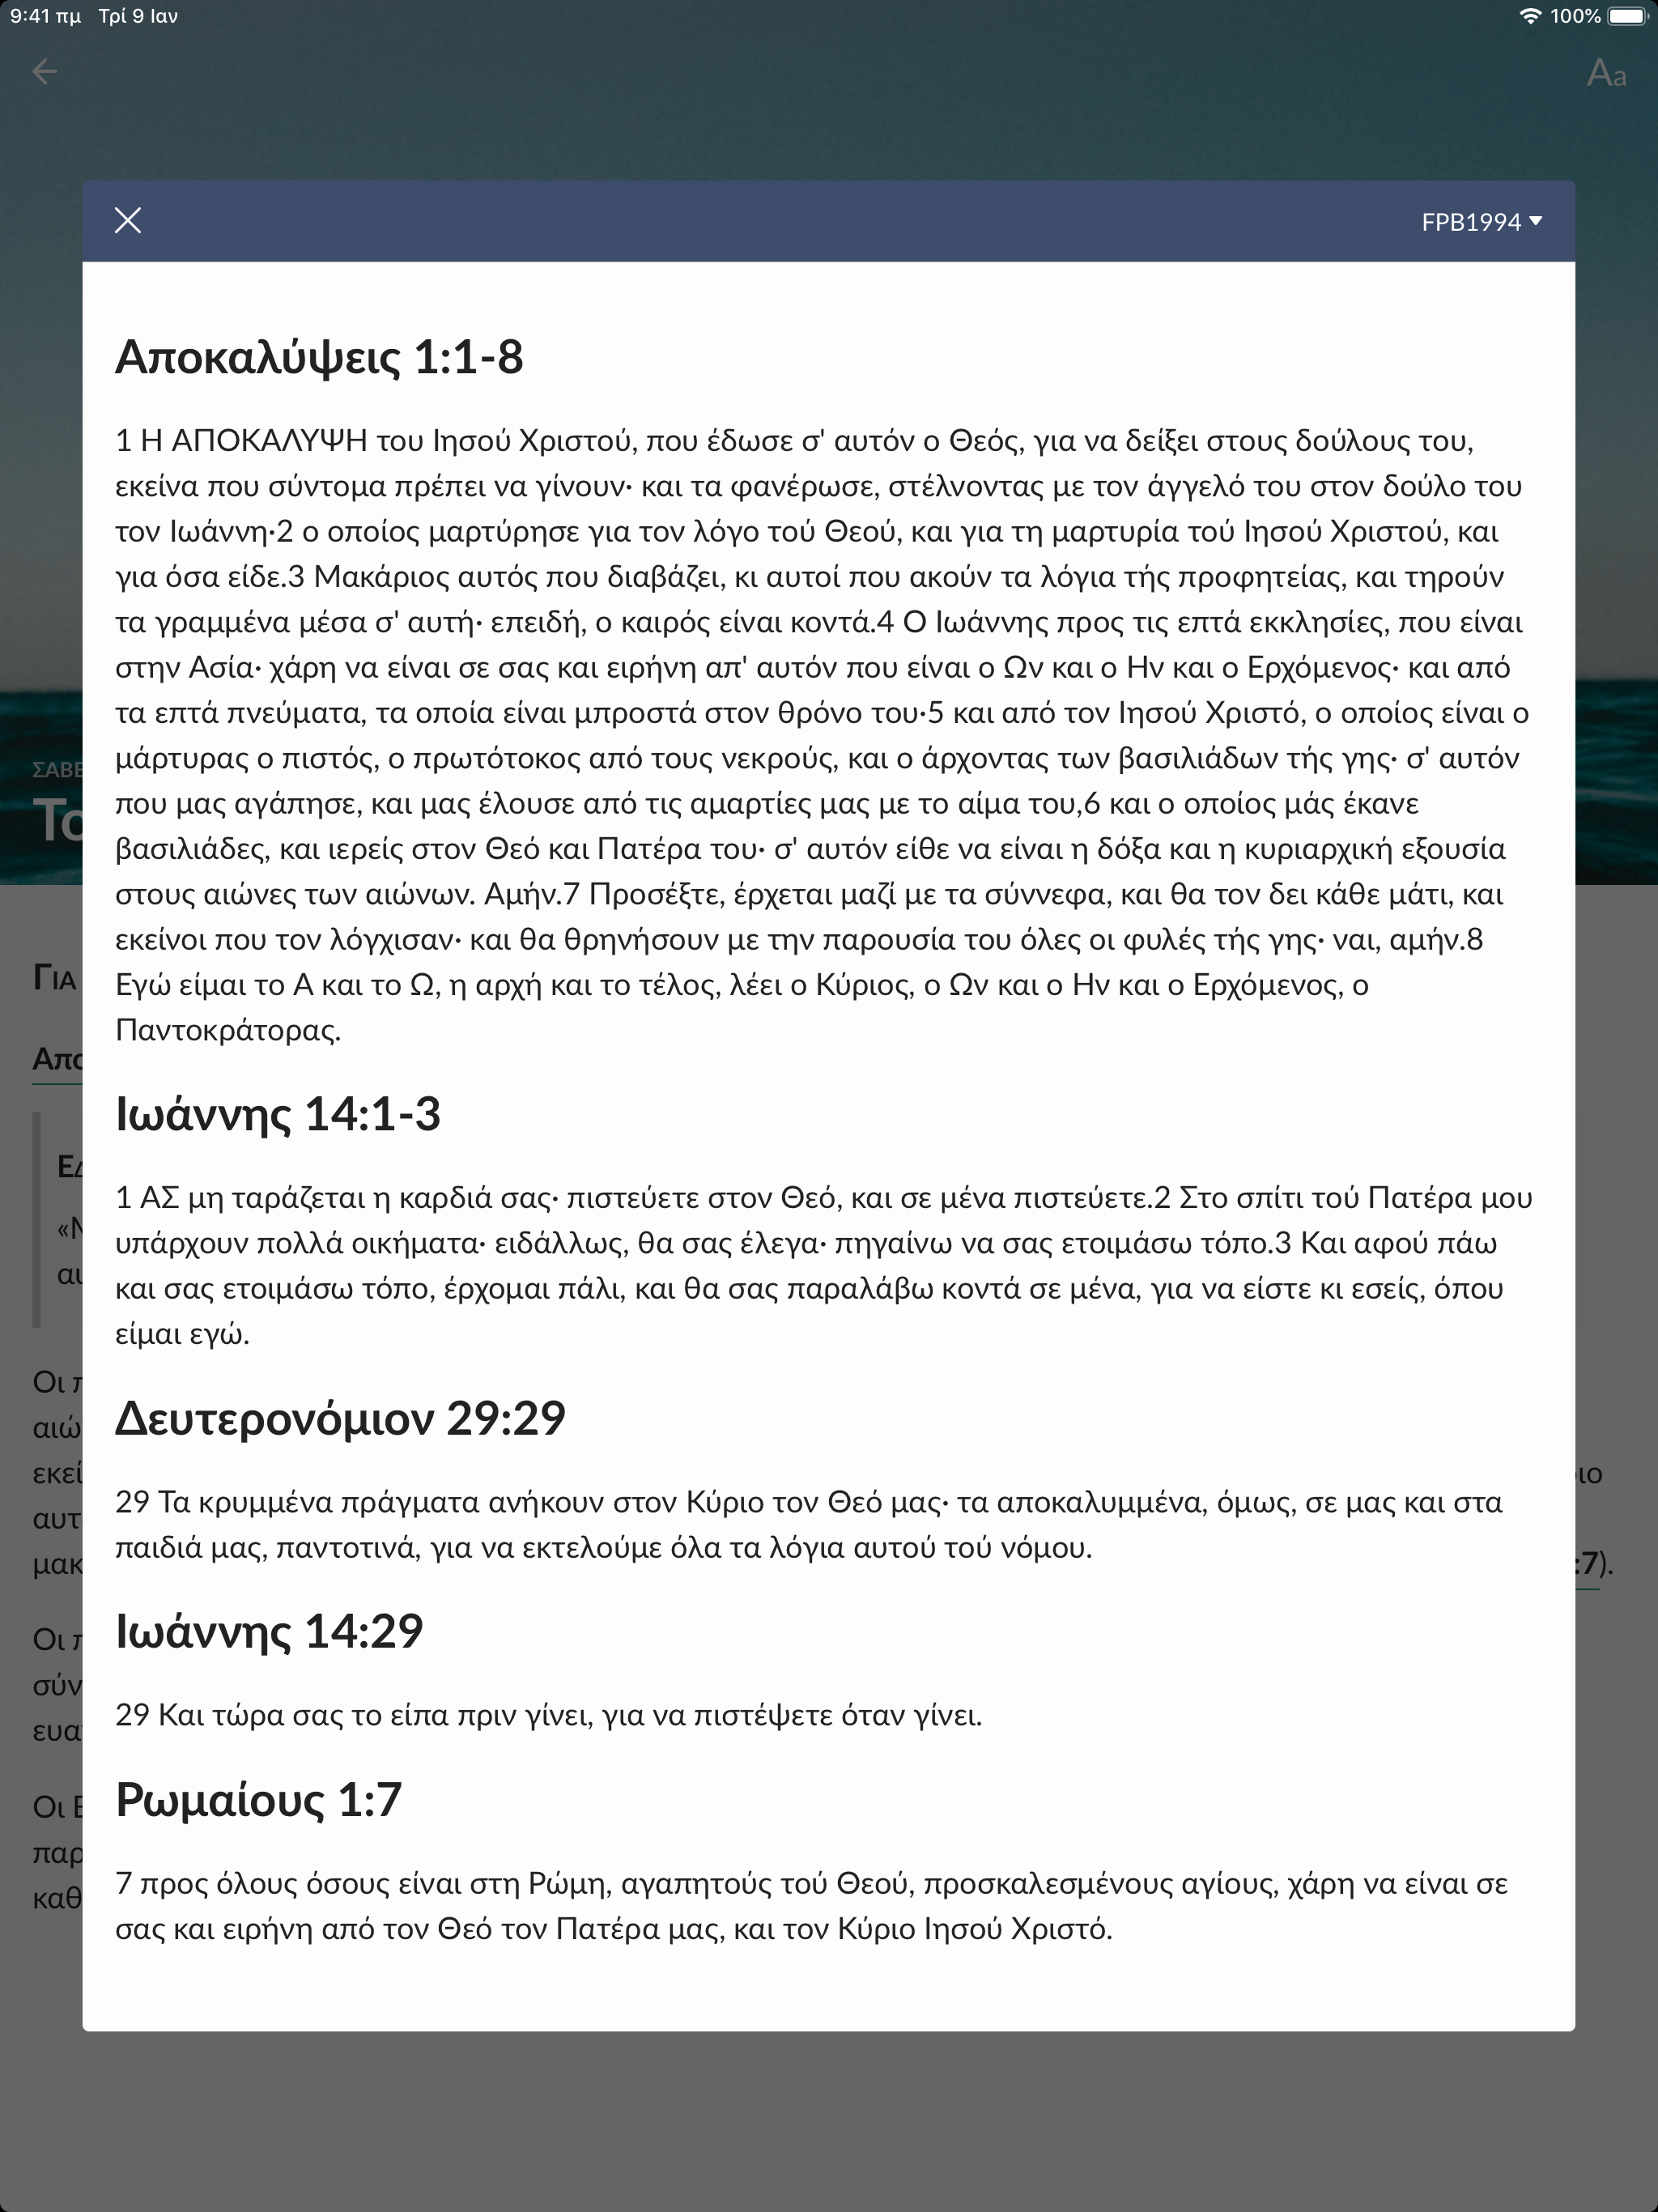 9:41 πμ Τρί 9 Ιαν
100%
Aa
FPB1994
Αποκαλύψεις 1:1-8
1 Η ΑΠΟΚΑΛΥΨΗ του Ιησού Χριστού, που έδωσε σ' αυτόν ο Θεός, για να δείξει στους δούλους του,
εκείνα που σύντομα πρέπει να γίνουν· και τα φανέρωσε, στέλνοντας με τον άγγελό του στον δούλο του
τον Ιωάννη·2 ο οποίος μαρτύρησε για τον λόγο τού Θεού, και για τη μαρτυρία τού Ιησού Χριστού, και
για όσα είδε.3 Μακάριος αυτός που διαβάζει, κι αυτοί που ακούν τα λόγια τής προφητείας, και τηρούν
τα γραμμένα μέσα σ' αυτή· επειδή, ο καιρός είναι κοντά.4 Ο Ιωάννης προς τις επτά εκκλησίες, που είναι
στην Ασία· χάρη να είναι σε σας και ειρήνη απ' αυτόν που είναι ο Ων και ο Ην και ο Ερχόμενος· και από
τα επτά πνεύματα, τα οποία είναι μπροστά στον θρόνο του·5 και από τον Ιησού Χριστό, ο οποίος είναι ο
μάρτυρας ο πιστός, ο πρωτότοκος από τους νεκρούς, και ο άρχοντας των βασιλιάδων τής γης· σ' αυτόν
που μας αγάπησε, και μας έλουσε από τις αμαρτίες μας με το αίμα του,6 και ο οποίος μάς έκανε
βασιλιάδες, και ιερείς στον Θεό και Πατέρα του· σ' αυτόν είθε να είναι η δόξα και η κυριαρχική εξουσία
στους αιώνες των αιώνων. Αμήν.7 Προσέξτε, έρχεται μαζί με τα σύννεφα, και θα τον δει κάθε μάτι, και
εκείνοι που τον λόγχισαν· και θα θρηνήσουν με την παρουσία του όλες οι φυλές τής γης· ναι, αμήν.8
Εγώ είμαι το Α και το Ω, η αρχή και το τέλος, λέει ο Κύριος, ο Ων και ο Ην και ο Ερχόμενος, ο
Παντοκράτορας.
Ιωάννης 14:1-3
1 ΑΣ μη ταράζεται η καρδιά σας· πιστεύετε στον Θεό, και σε μένα πιστεύετε.2 Στο σπίτι τού Πατέρα μου
υπάρχουν πολλά οικήματα· ειδάλλως, θα σας έλεγα· πηγαίνω να σας ετοιμάσω τόπο.3 Και αφού πάω
και σας ετοιμάσω τόπο, έρχομαι πάλι, και θα σας παραλάβω κοντά σε μένα, για να είστε κι εσείς, όπου
είμαι εγώ.
Δευτερονόμιον 29:29
29 Τα κρυμμένα πράγματα ανήκουν στον Κύριο τον Θεό μας· τα αποκαλυμμένα, όμως, σε μας και στα
παιδιά μας, παντοτινά, για να εκτελούμε όλα τα λόγια αυτού τού νόμου.
Ιωάννης 14:29
29 Και τώρα σας το είπα πριν γίνει, για να πιστέψετε όταν γίνει.
Ρωμαίους 1:7
7 προς όλους όσους είναι στη Ρώμη, αγαπητούς τού Θεού, προσκαλεσμένους αγίους, χάρη να είναι σε
σας και ειρήνη από τον Θεό τον Πατέρα μας, και τον Κύριο Ιησού Χριστό.